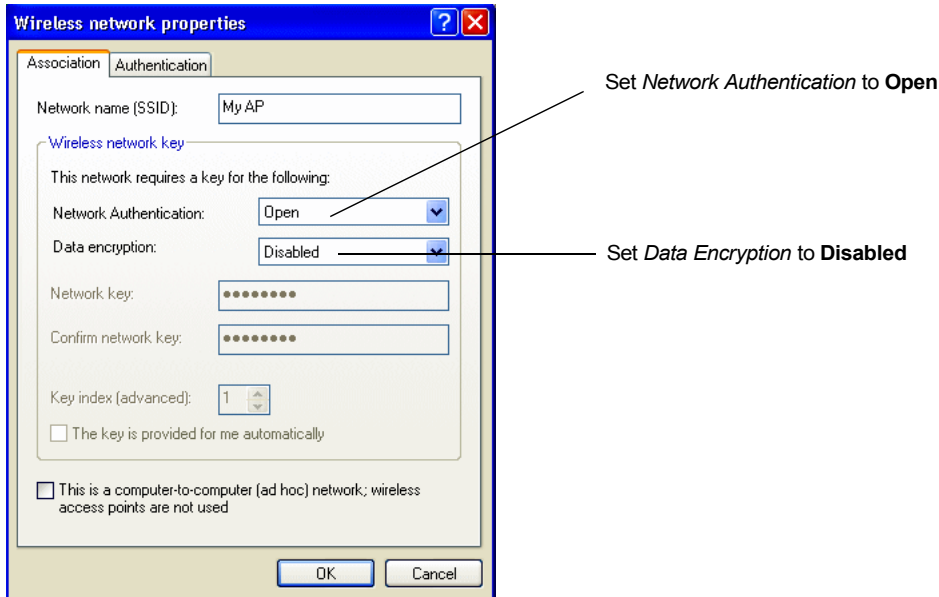 Wireless network properties
Association
Authentication
Set Network Authentication to Open
Network name (SSID):
My AP
Wireless network key
This network requires a key for the following:
Network Authentication:
Open
Data encryption:
Disabled
Set Data Encryption to Disabled
Network key:
••••••••
Confirm network key:
••••••••
Key index (advanced):
1
The key is provided for me automatically
This is a computer-to-computer (ad hoc) network; wireless
access points are not used
OK
Cancel